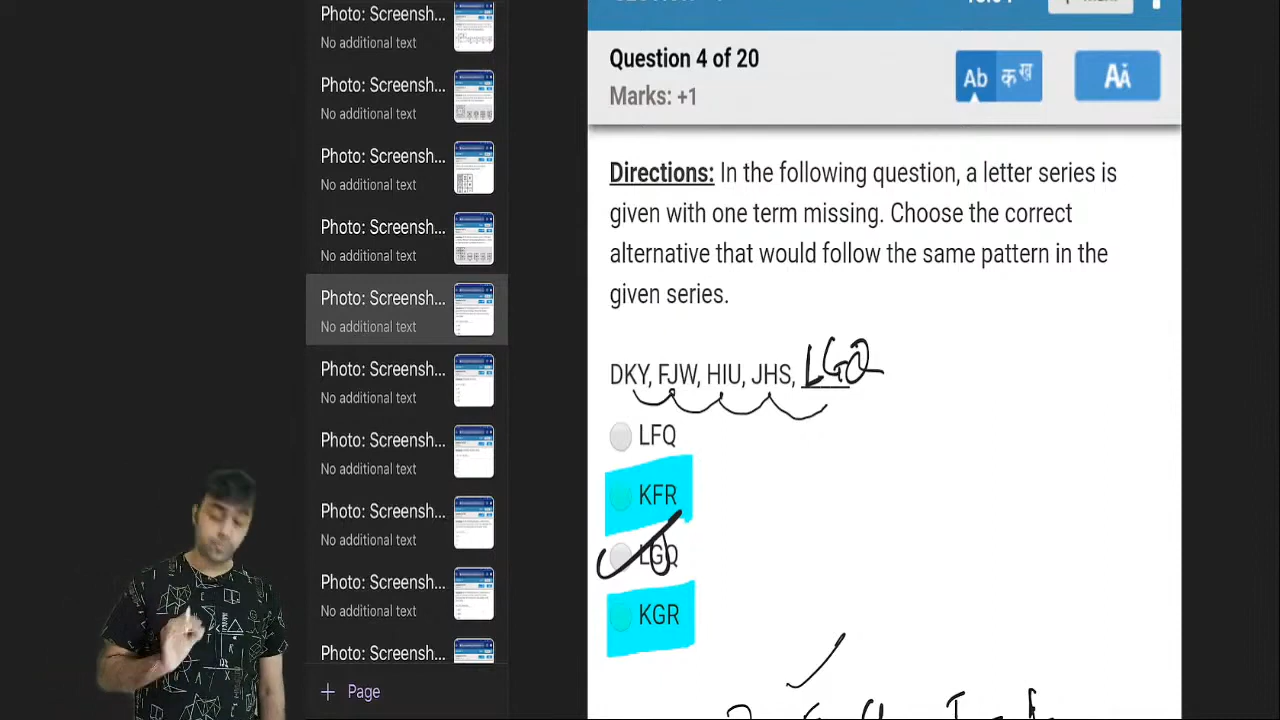 Photo: Screensh...
No additional text
Photo: Screensh...
No additional text
Photo: Screensh...
No additional text
Photo: Screensh...
No additional text
Photo: Screensh...
No additional text
Photo: Screensh...
No additional text
Photo: Screensh...
No additional text
Photo: Screensh...
No additional text
Photo: Screensh...
No additional text
Photo: Screensh...
+ Page
Question 4 of 20
Marks: +1
Ab क ख
AA
Directions: In the following question, a letter series is
given with one term missing. Choose the correct
alternative that would follow the same pattern in the
given series.
DKY, FJW, HIU, JHS, LGQ
LFQ
KFR
LGQ
KGR